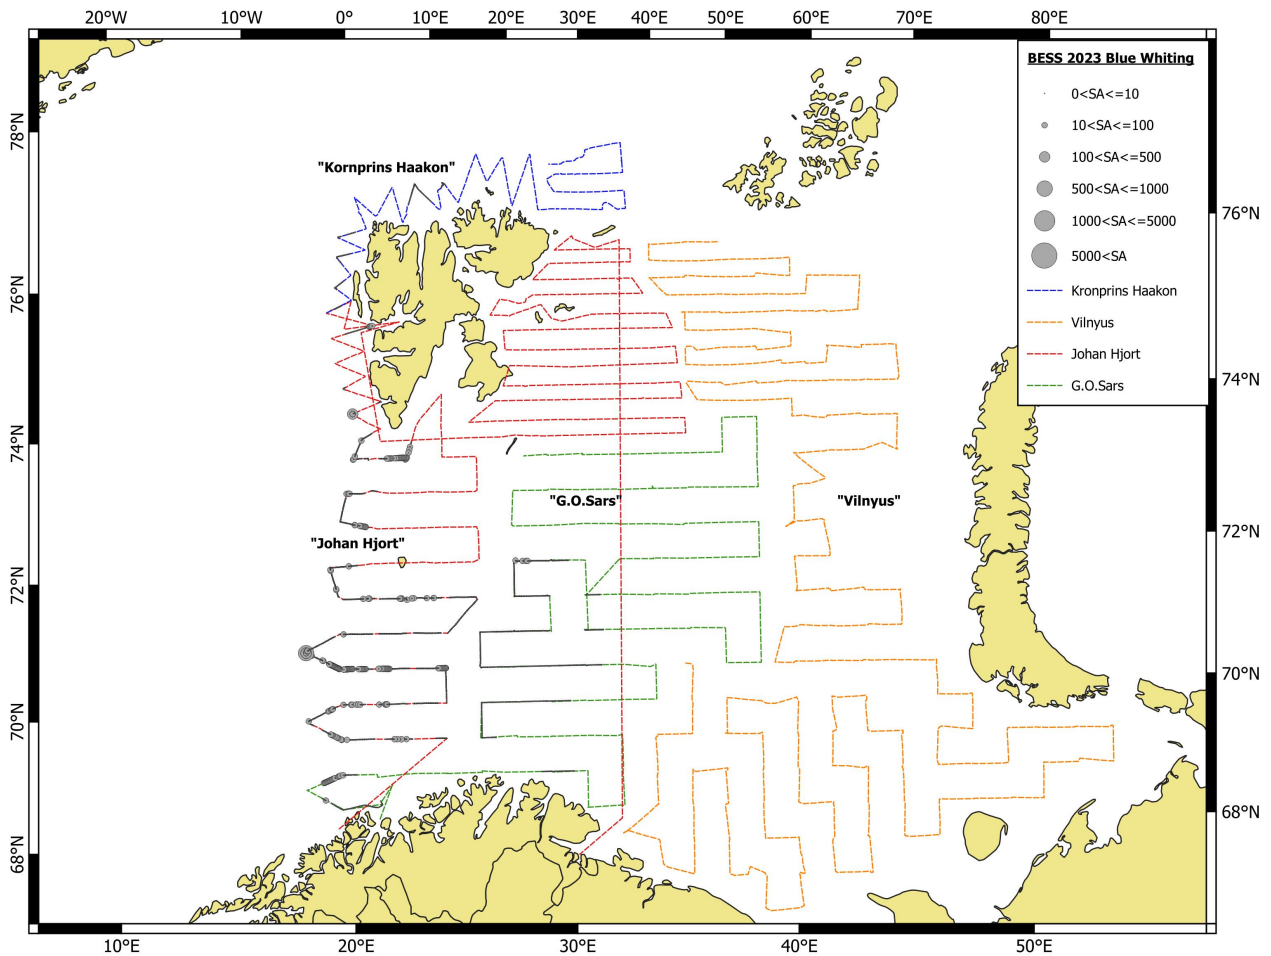 20°W 10°W 0° 10°E 20°E 30°E 40°E 50°E 60°E 70°E 80°E
BESS 2023 Blue Whiting
0<SA<=10
10<SA<=100
100<SA<=500
500<SA<=1000
1000<SA<=5000
5000<SA
Kronprins Haakon
Vilnyus
Johan Hjort
G.O.Sars
78°N
"Kornprins Haakon"
76°N
76°N
74°N
74°N
"G.O.Sars"
"Vilnyus"
72°N
"Johan Hjort"
72°N
70°N
70°N
68°N
68°N
10°E 20°E 30°E 40°E 50°E